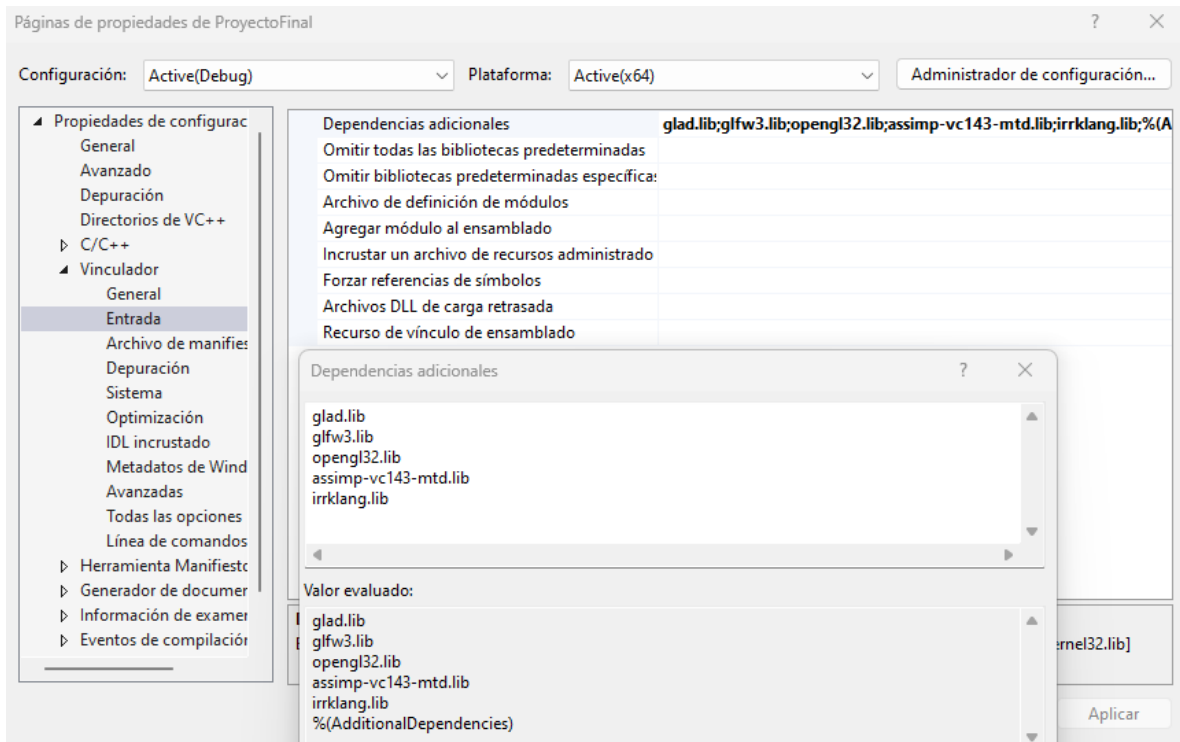 Páginas de propiedades de ProyectoFinal
Configuración: Active(Debug) Plataforma: Active(x64) Administrador de configuración...
Propiedades de configurac
General
Avanzado
Depuración
Directorios de VC++
C/C++
Vinculador
General
Entrada
Archivo de manifies
Depuración
Sistema
Optimización
IDL incrustado
Metadatos de Wind
Avanzadas
Todas las opciones
Línea de comandos
Herramienta Manifiesto
Generador de documer
Información de examer
Eventos de compilación
Dependencias adicionales glad.lib;glfw3.lib;opengl32.lib;assimp-vc143-mtd.lib;irrklang.lib;%(A
Omitir todas las bibliotecas predeterminadas
Omitir bibliotecas predeterminadas específicas
Archivo de definición de módulos
Agregar módulo al ensamblado
Incrustar un archivo de recursos administrado
Forzar referencias de símbolos
Archivos DLL de carga retrasada
Recurso de vínculo de ensamblado
Dependencias adicionales
glad.lib
glfw3.lib
opengl32.lib
assimp-vc143-mtd.lib
irrklang.lib
Valor evaluado:
glad.lib
glfw3.lib
opengl32.lib
assimp-vc143-mtd.lib
irrklang.lib
%(AdditionalDependencies)
ernel32.lib]
Aplicar